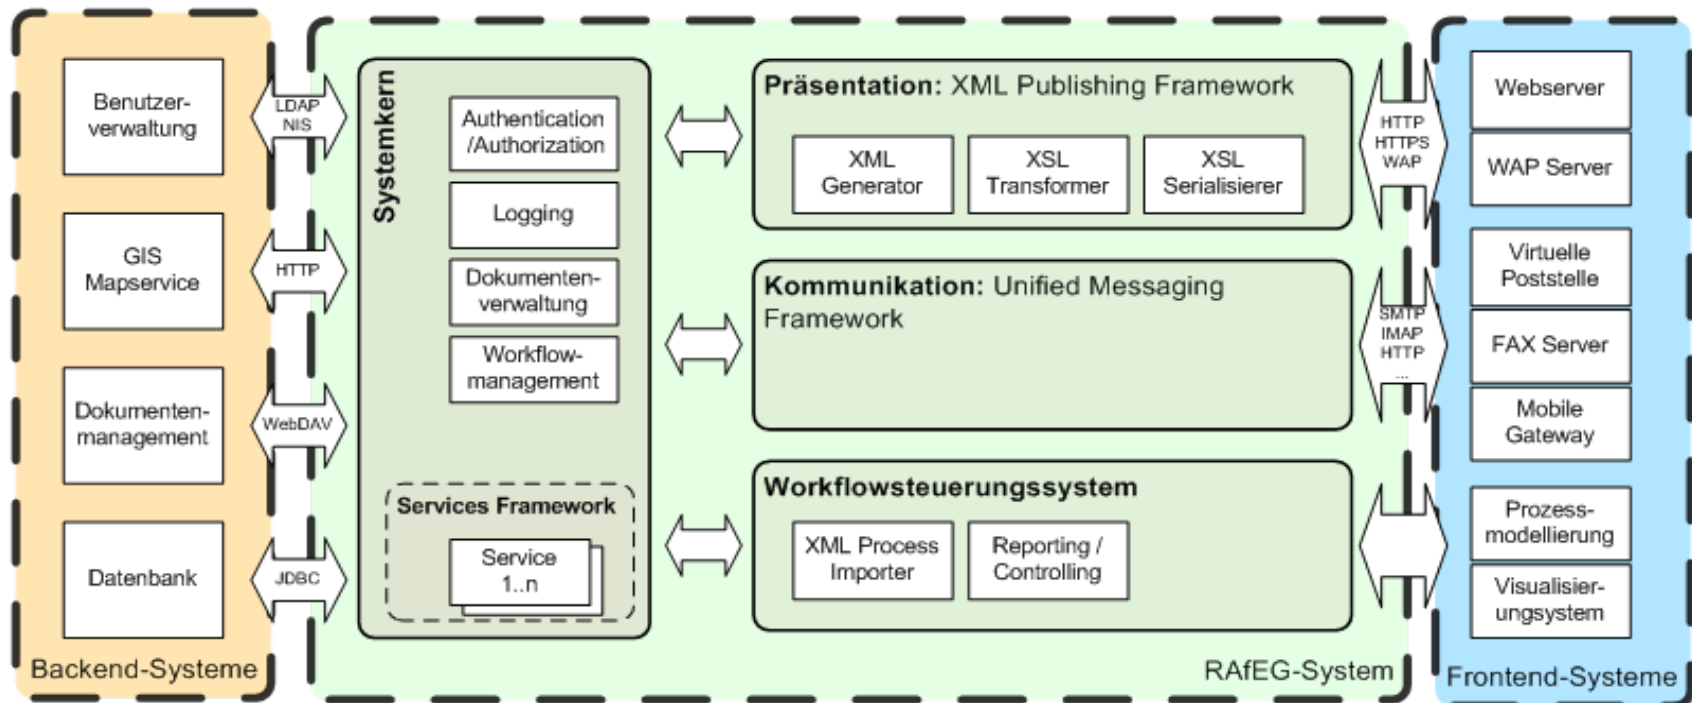 Benutzer-
verwaltung
GIS
Mapservice
Dokumenten-
management
Datenbank
Backend-Systeme
LDAP
NIS
HTTP
WebDAV
JDBC
Systemkern
Authentication
/Authorization
Logging
Dokumenten-
verwaltung
Workflow-
management
Services Framework
Service
1..n
Präsentation: XML Publishing Framework
XML
Generator
XSL
Transformer
XSL
Serialisierer
Kommunikation: Unified Messaging
Framework
Workflowsteuerungssystem
XML Process
Importer
Reporting /
Controlling
RAfEG-System
HTTP
HTTPS
WAP
SMTP
IMAP
HTTP
...
Webserver
WAP Server
Virtuelle
Poststelle
FAX Server
Mobile
Gateway
Prozess-
modellierung
Visualisier-
ungsystem
Frontend-Systeme